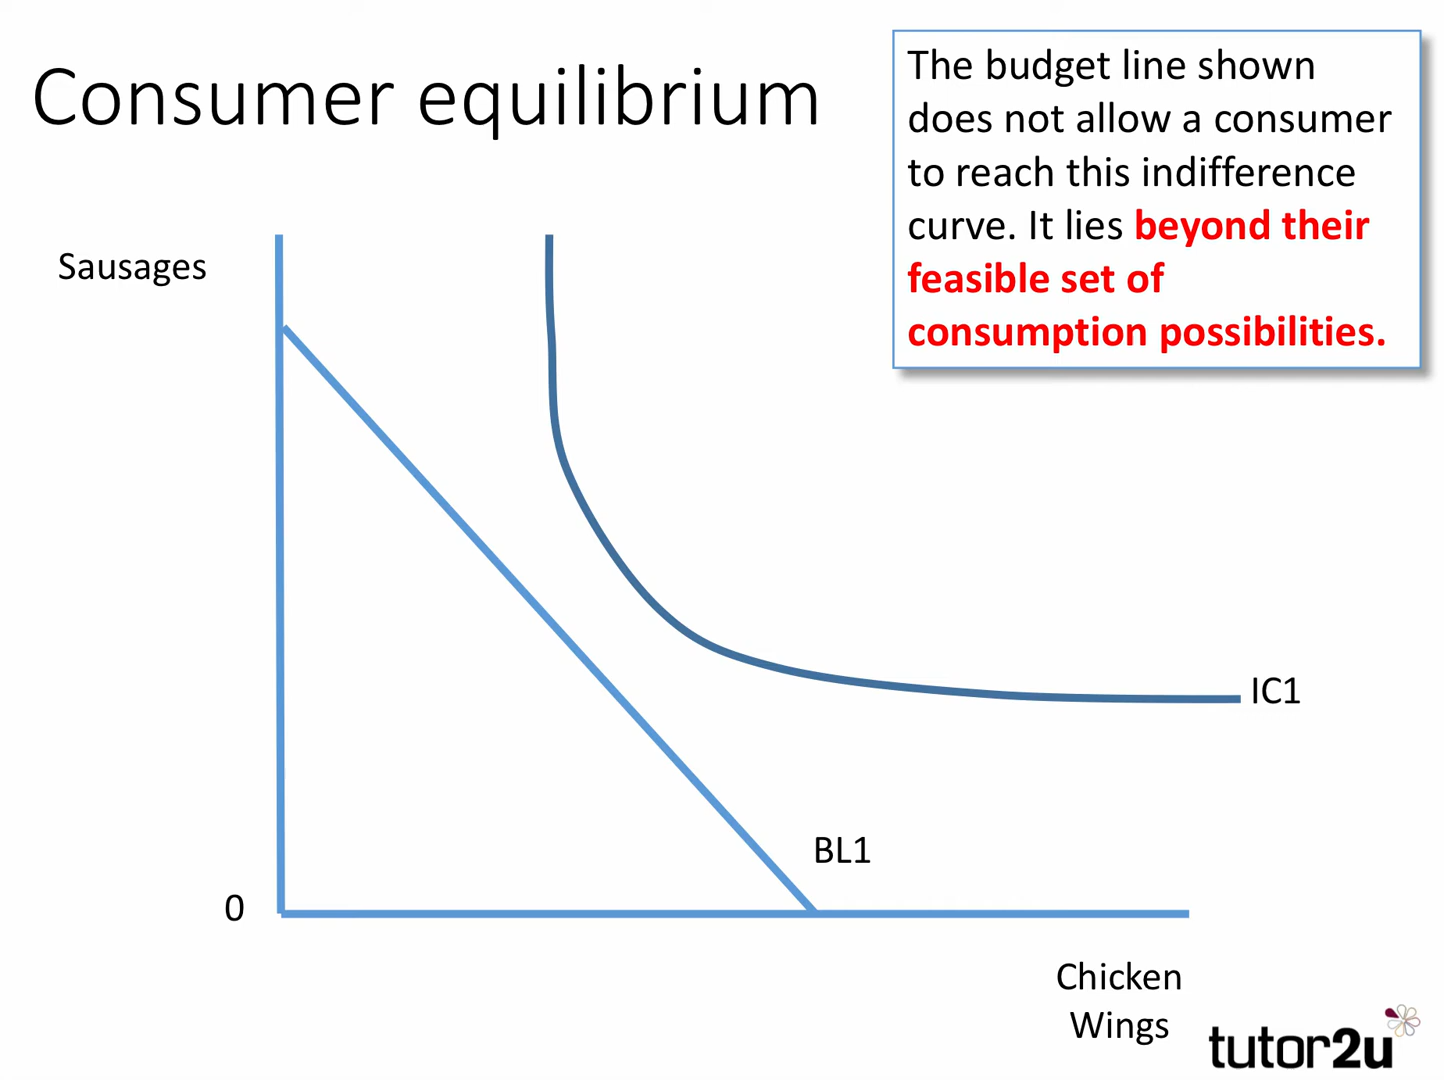 Consumer equilibrium
The budget line shown
does not allow a consumer
to reach this indifference
curve. It lies beyond their
feasible set of
consumption possibilities.
Sausages
IC1
BL1
0
Chicken
Wings
tutor2u